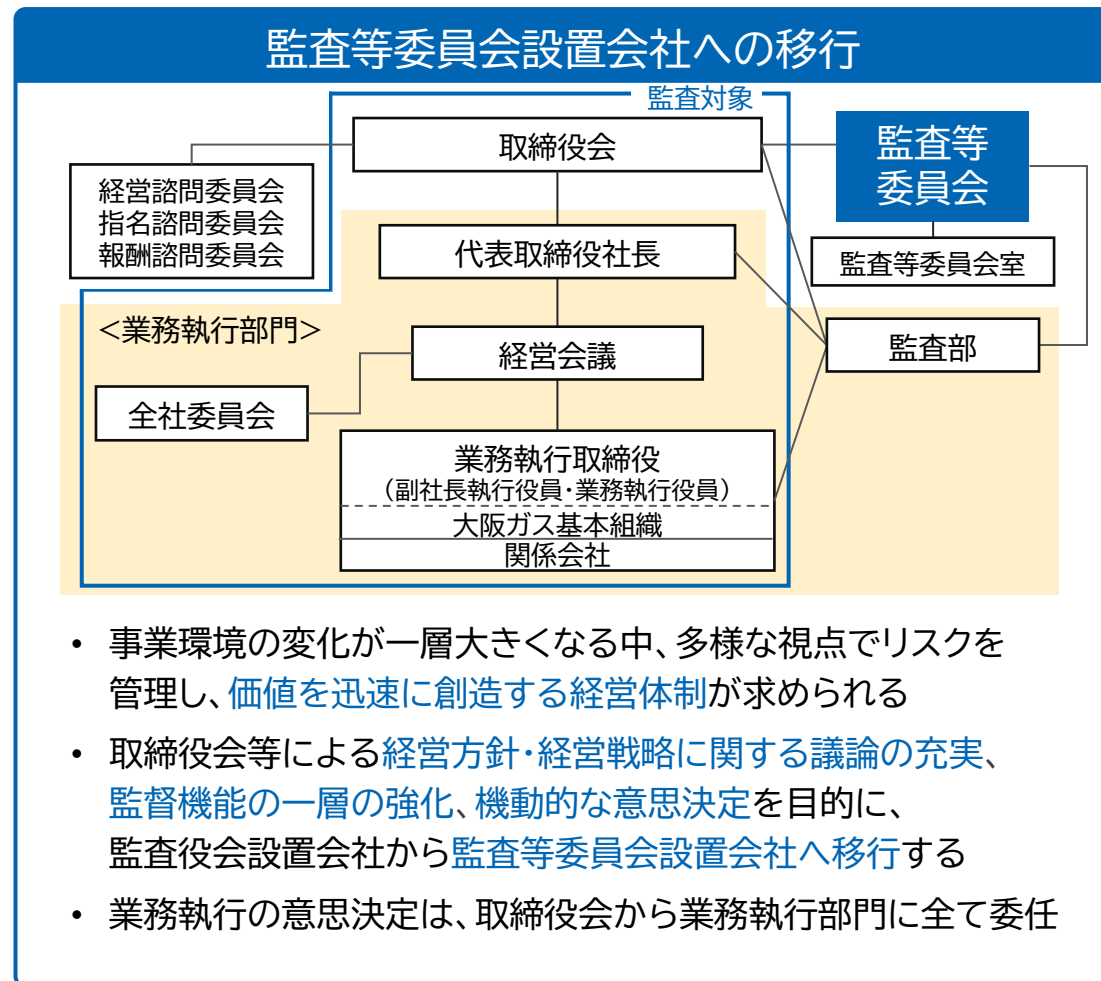 監査等委員会設置会社への移行
監査対象
取締役会
監査等
委員会
経営諮問委員会
指名諮問委員会
報酬諮問委員会
代表取締役社長
監査等委員会室
<業務執行部門>
経営会議
監査部
全社委員会
業務執行取締役
(副社長執行役員・業務執行役員)
大阪ガス基本組織
関係会社
• 事業環境の変化が一層大きくなる中、多様な視点でリスクを
管理し、価値を迅速に創造する経営体制が求められる
• 取締役会等による経営方針・経営戦略に関する議論の充実、
監督機能の一層の強化、機動的な意思決定を目的に、
監査役会設置会社から監査等委員会設置会社へ移行する
• 業務執行の意思決定は、取締役会から業務執行部門に全て委任